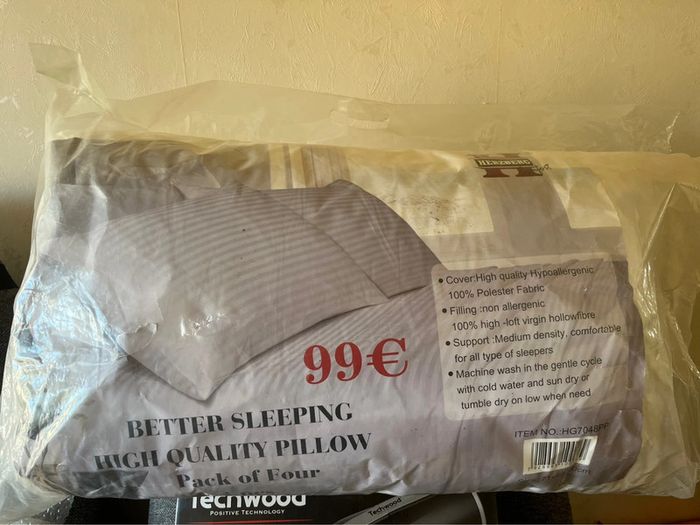 HERZBERG
• Cover:High quality Hypoallergenic
100% Polester Fabric
• Filling :non allergenic
100% high -loft virgin hollowfibre
• Support :Medium density, comfortable
for all type of sleepers
• Machine wash in the gentle cycle
with cold water and sun dry or
tumble dry on low when need
99€
BETTER SLEEPING
HIGH QUALITY PILLOW
Pack of Four
ITEM NO.:HG7048PP
Techwood
POSITIVE TECHNOLOGY
Techwood